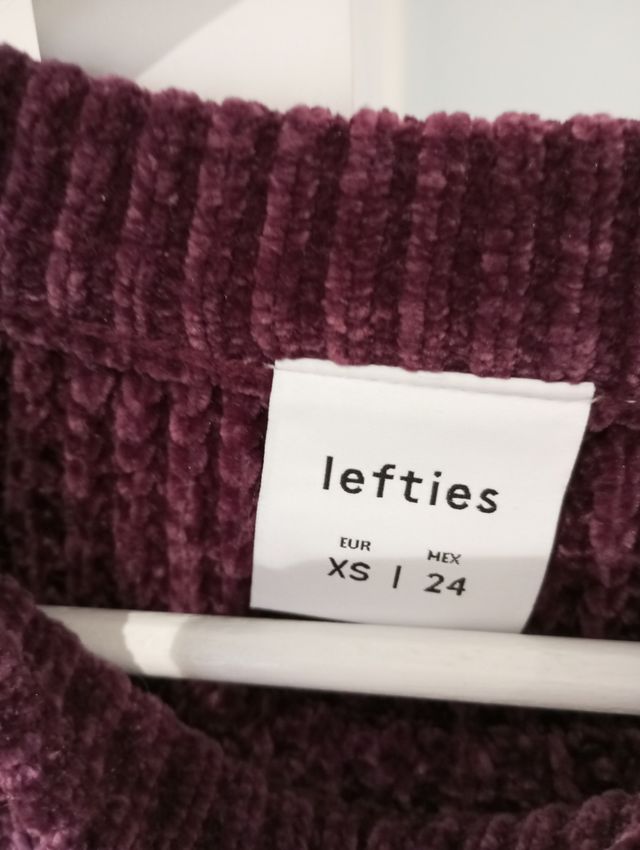 lefties
EUR MEX
XS | 24